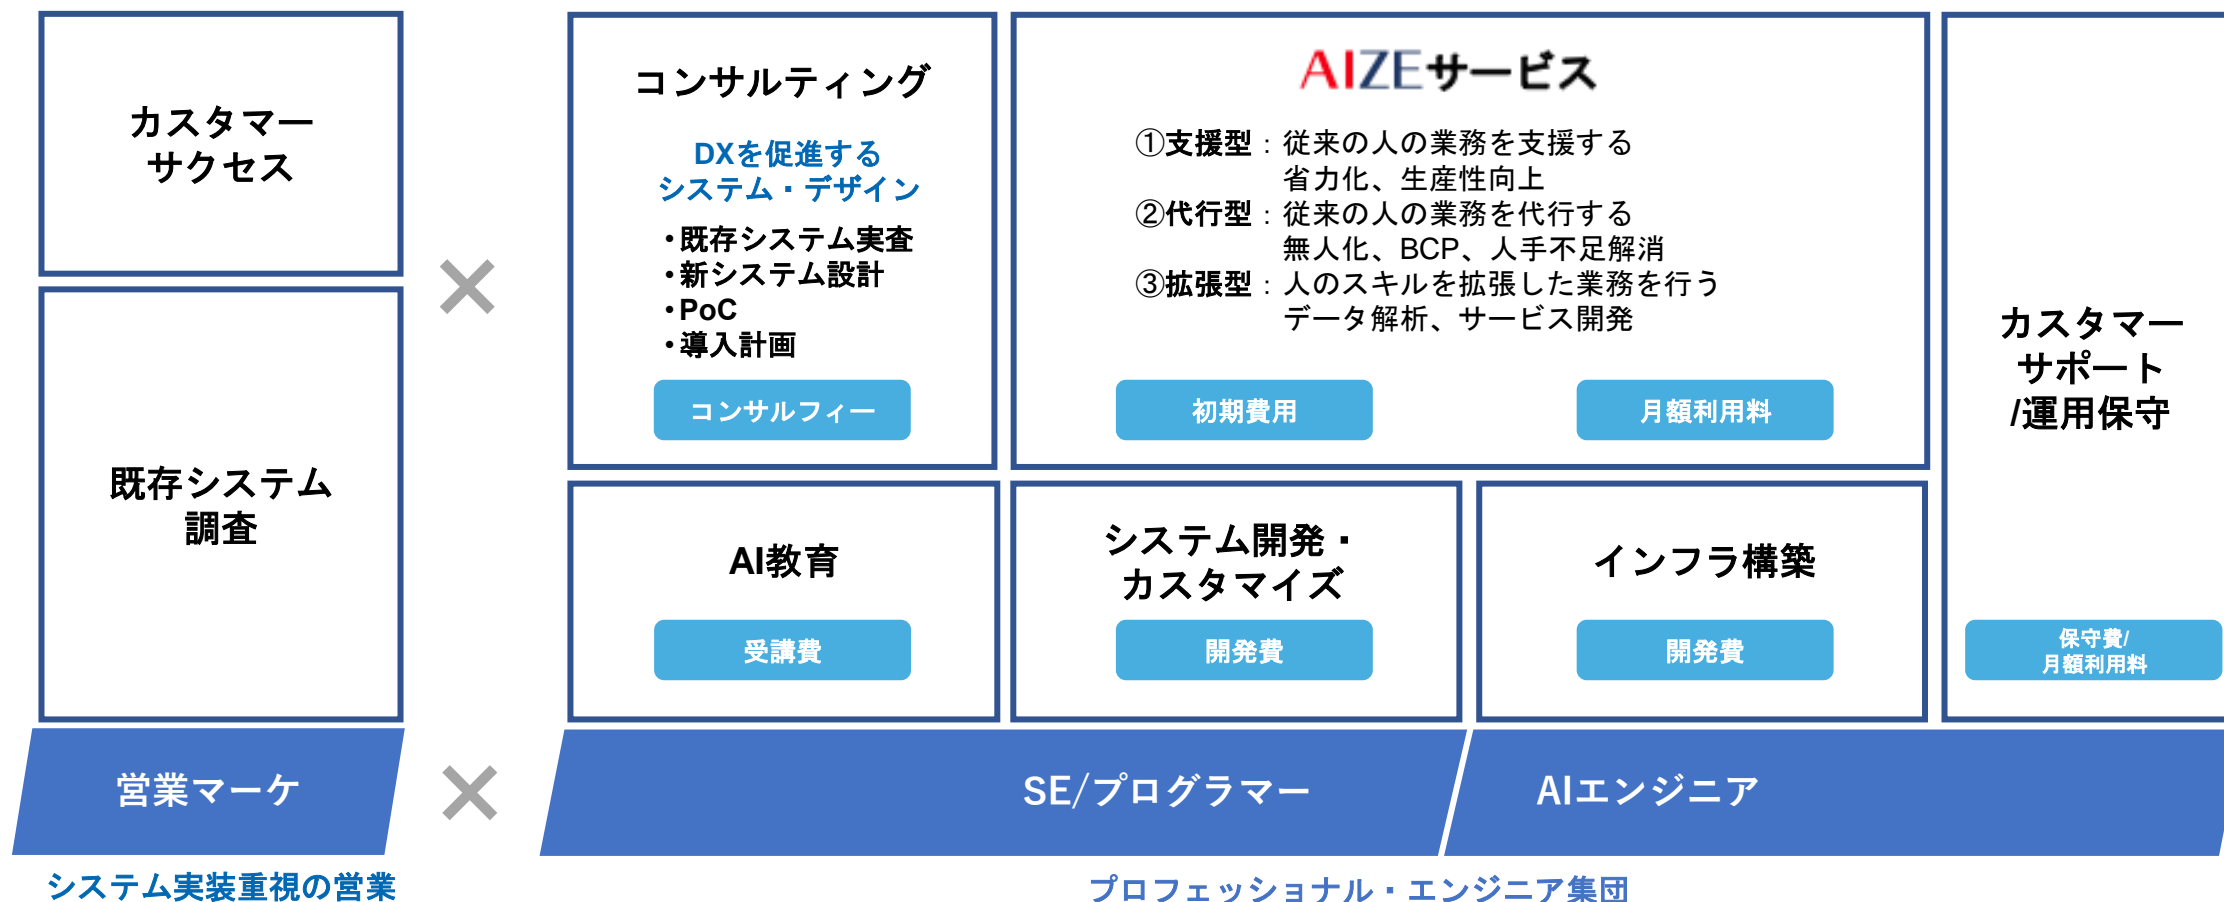 カスタマー
サクセス
既存システム
調査
営業マーケ
システム実装重視の営業
コンサルティング
DXを促進する
システム・デザイン
・既存システム実査
・新システム設計
・PoC
・導入計画
コンサルフィー
AIZEサービス
①支援型：従来の人の業務を支援する
省力化、生産性向上
②代行型：従来の人の業務を代行する
無人化、BCP、人手不足解消
③拡張型：人のスキルを拡張した業務を行う
データ解析、サービス開発
初期費用
月額利用料
AI教育
受講費
システム開発・
カスタマイズ
開発費
インフラ構築
開発費
カスタマー
サポート
/運用保守
保守費/
月額利用料
SE/プログラマー
AIエンジニア
プロフェッショナル・エンジニア集団